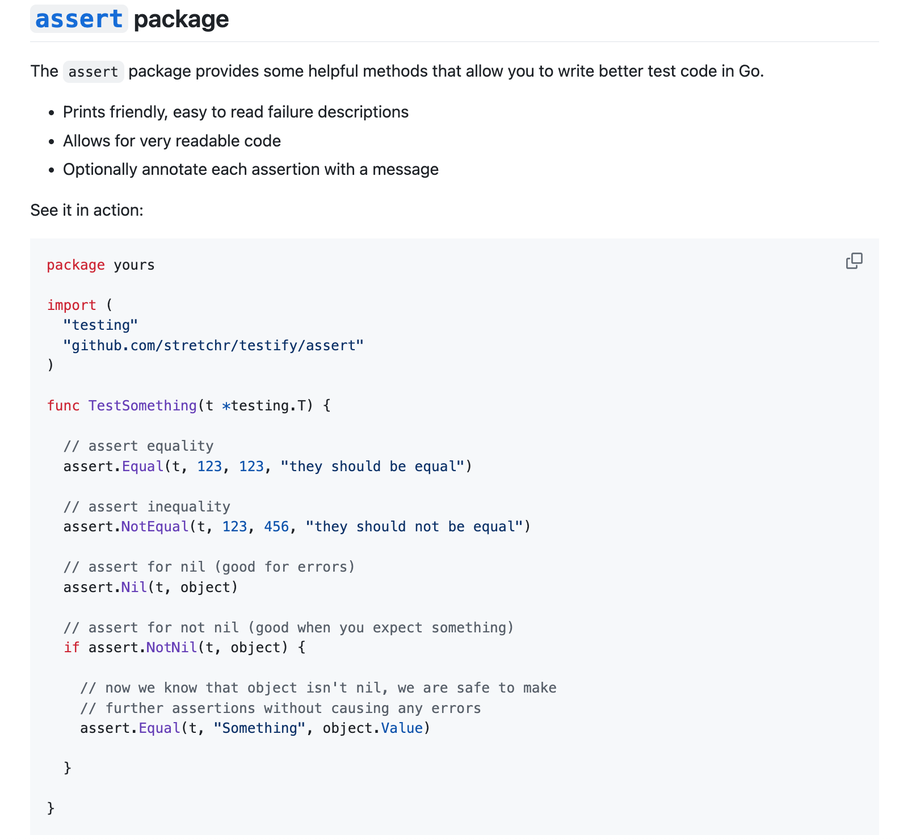 assert package
The assert package provides some helpful methods that allow you to write better test code in Go.
• Prints friendly, easy to read failure descriptions
• Allows for very readable code
• Optionally annotate each assertion with a message
See it in action:
package yours
import (
  "testing"
  "github.com/stretchr/testify/assert"
)
func TestSomething(t *testing.T) {
  // assert equality
  assert.Equal(t, 123, 123, "they should be equal")
  // assert inequality
  assert.NotEqual(t, 123, 456, "they should not be equal")
  // assert for nil (good for errors)
  assert.Nil(t, object)
  // assert for not nil (good when you expect something)
  if assert.NotNil(t, object) {
    // now we know that object isn't nil, we are safe to make
    // further assertions without causing any errors
    assert.Equal(t, "Something", object.Value)
  }
}